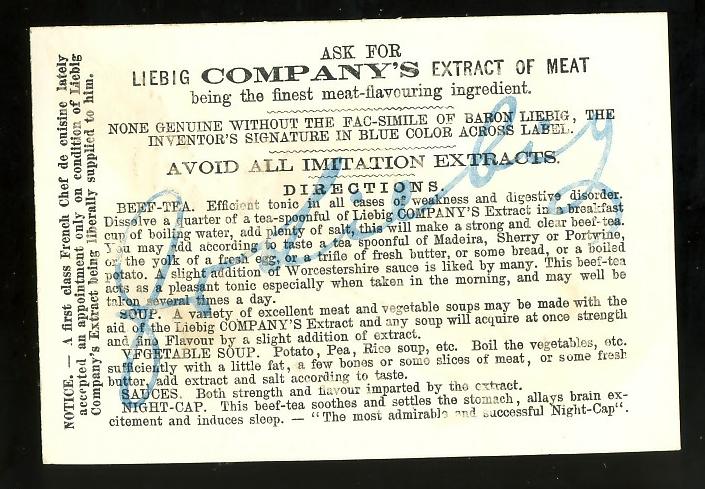 ASK FOR
LIEBIG COMPANY'S EXTRACT OF MEAT
being the finest meat-flavouring ingredient.
NONE GENUINE WITHOUT THE FAC-SIMILE OF BARON LIEBIG, THE
INVENTOR'S SIGNATURE IN BLUE COLOR ACROSS LABEL.
AVOID ALL IMITATION EXTRACTS.
DIRECTIONS.
BEEF-TEA. Efficient tonic in all cases of weakness and digestive disorder.
Dissolve a quarter of a tea-spoonful of Liebig COMPANY'S Extract in a breakfast
cup of boiling water, add plenty of salt, this will make a strong and clear beef-tea.
You may add according to taste a tea spoonful of Madeira, Sherry or Portwine,
or the yolk of a fresh egg, or a trifle of fresh butter, or some bread, or a boiled
potato. A slight addition of Worcestershire sauce is liked by many. This beef-tea
acts as a pleasant tonic especially when taken in the morning, and may well be
taken several times a day.
SOUP. A variety of excellent meat and vegetable soups may be made with the
aid of the Liebig COMPANY'S Extract and any soup will acquire at once strength
and fine Flavour by a slight addition of extract.
VEGETABLE SOUP. Potato, Pea, Rice soup, etc. Boil the vegetables, etc.
sufficiently with a little fat, a few bones or some slices of meat, or some fresh
butter, add extract and salt according to taste.
SAUCES. Both strength and flavour imparted by the extract.
NIGHT-CAP. This beef-tea soothes and settles the stomach, allays brain ex-
citement and induces sleep. — "The most admirable and successful Night-Cap".
NOTICE. — A first class French Chef de cuisine lately
accepted an appointment only on condition of Liebig
Company's Extract being liberally supplied to him.
J v Liebig